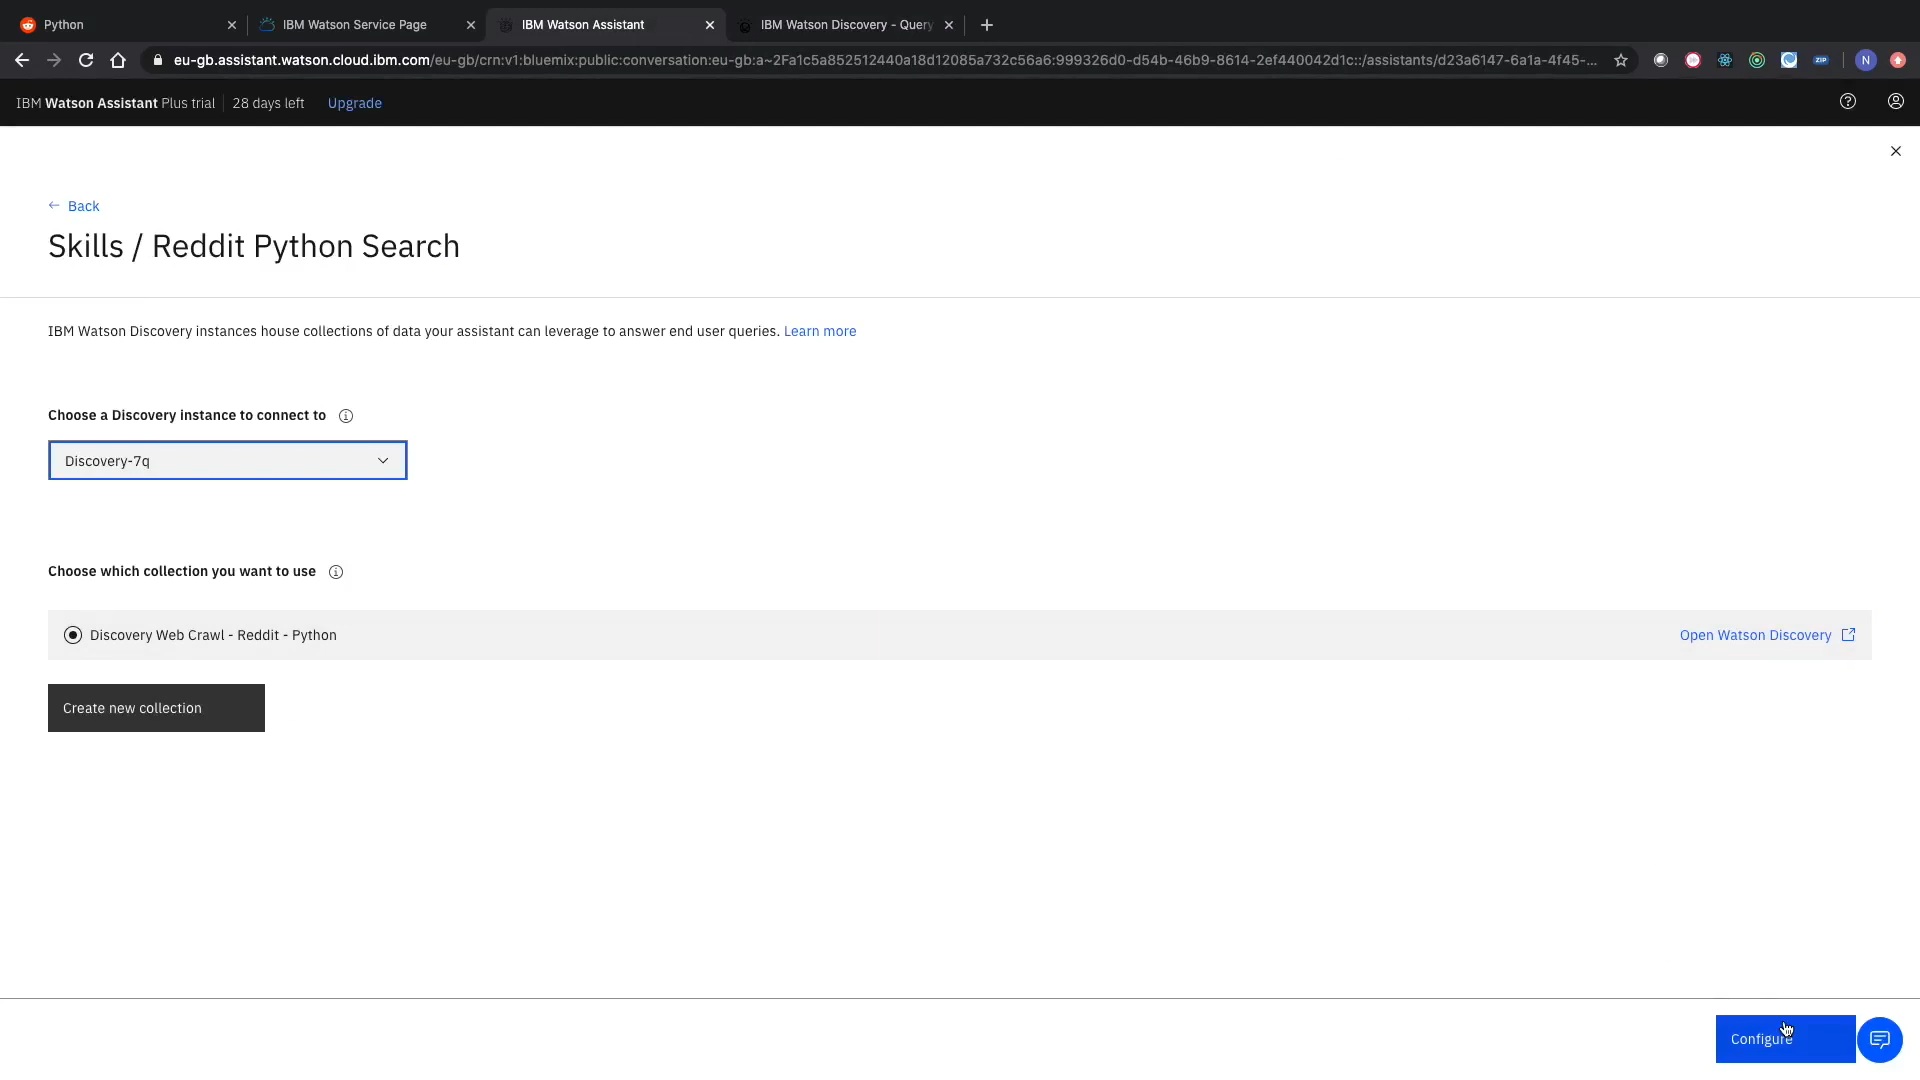 Python
IBM Watson Service Page
IBM Watson Assistant
IBM Watson Discovery - Query
eu-gb.assistant.watson.cloud.ibm.com/eu-gb/crn:v1:bluemix:public:conversation:eu-gb:a~2Fa1c5a852512440a18d12085a732c56a6:999326d0-d54b-46b9-8614-2ef440042d1c::/assistants/d23a6147-6a1a-4f45-...
ZIP
N
IBM Watson Assistant Plus trial
28 days left
Upgrade
Back
Skills / Reddit Python Search
IBM Watson Discovery instances house collections of data your assistant can leverage to answer end user queries. Learn more
Choose a Discovery instance to connect to
Discovery-7q
Choose which collection you want to use
Discovery Web Crawl - Reddit - Python
Open Watson Discovery
Create new collection
Configure